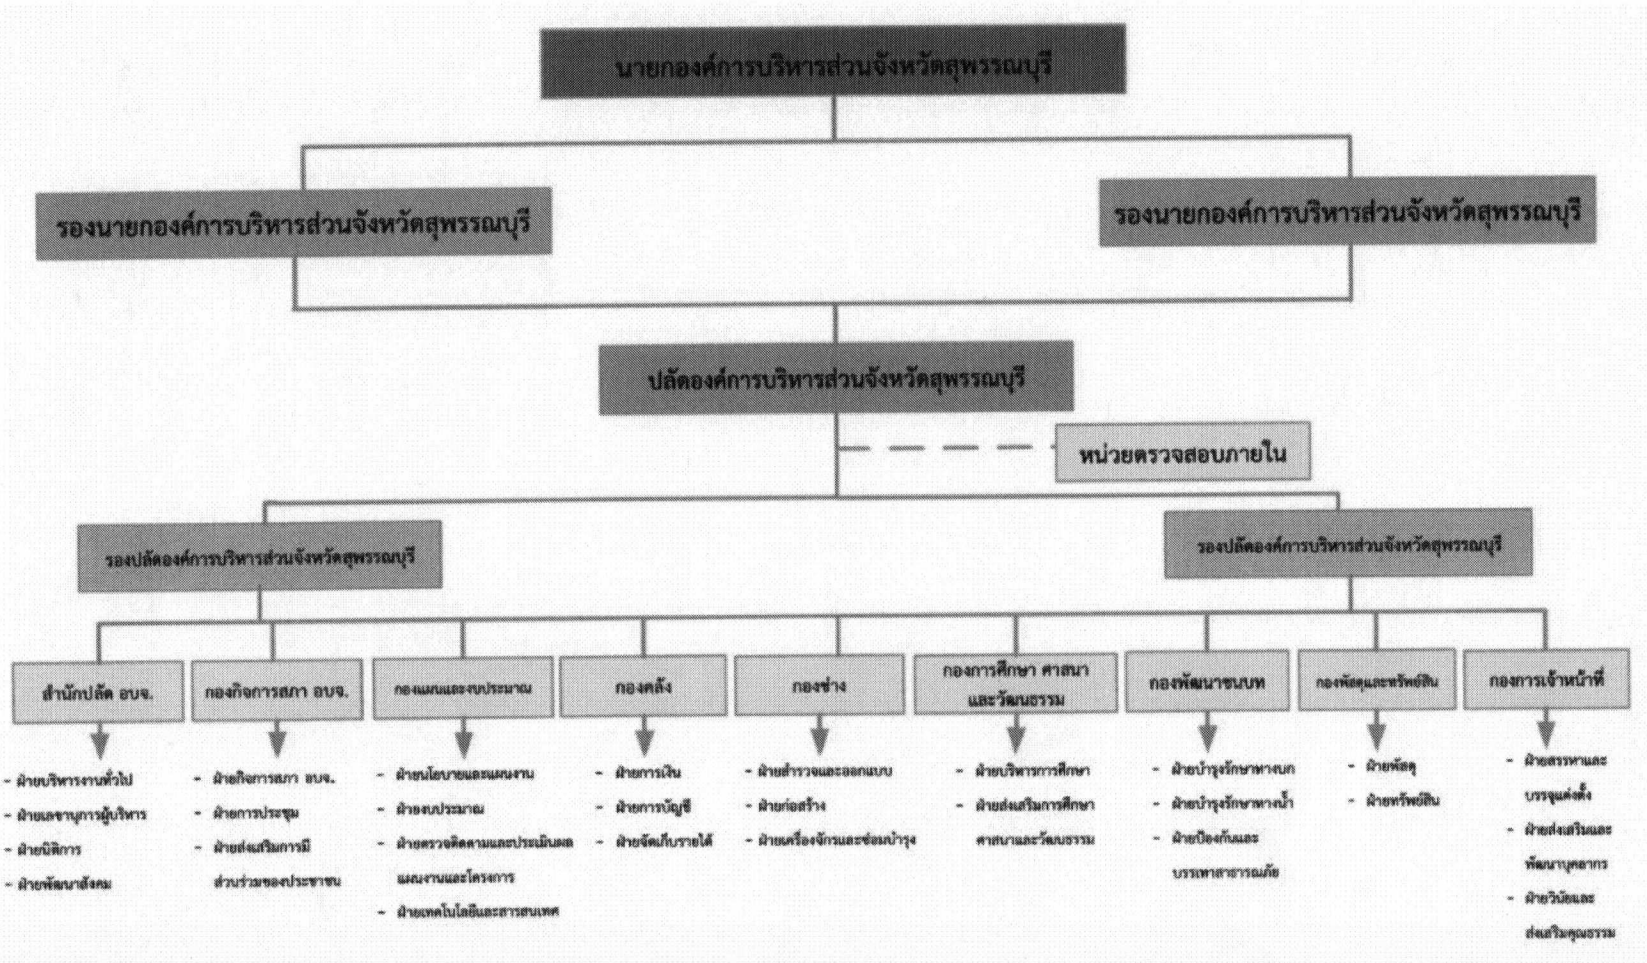 นายกองค์การบริหารส่วนจังหวัดสุพรรณบุรี
รองนายกองค์การบริหารส่วนจังหวัดสุพรรณบุรี
รองนายกองค์การบริหารส่วนจังหวัดสุพรรณบุรี
ปลัดองค์การบริหารส่วนจังหวัดสุพรรณบุรี
หน่วยตรวจสอบภายใน
รองปลัดองค์การบริหารส่วนจังหวัดสุพรรณบุรี
รองปลัดองค์การบริหารส่วนจังหวัดสุพรรณบุรี
สำนักปลัด อบจ.
- ฝ่ายบริหารงานทั่วไป
- ฝ่ายเลขานุการผู้บริหาร
- ฝ่ายนิติการ
- ฝ่ายพัฒนาสังคม
กองกิจการสภา อบจ.
- ฝ่ายกิจการสภา อบจ.
- ฝ่ายการประชุม
- ฝ่ายส่งเสริมการมี
ส่วนร่วมของประชาชน
กองแผนและงบประมาณ
- ฝ่ายนโยบายและแผนงาน
- ฝ่ายงบประมาณ
- ฝ่ายตรวจติดตามและประเมินผล
แผนงานและโครงการ
- ฝ่ายเทคโนโลยีและสารสนเทศ
กองคลัง
- ฝ่ายการเงิน
- ฝ่ายการบัญชี
- ฝ่ายจัดเก็บรายได้
กองช่าง
- ฝ่ายสำรวจและออกแบบ
- ฝ่ายก่อสร้าง
- ฝ่ายเครื่องจักรและซ่อมบำรุง
กองการศึกษา ศาสนา
และวัฒนธรรม
- ฝ่ายบริหารการศึกษา
- ฝ่ายส่งเสริมการศึกษา
ศาสนาและวัฒนธรรม
กองพัฒนาชนบท
- ฝ่ายบำรุงรักษาทางบก
- ฝ่ายบำรุงรักษาทางน้ำ
- ฝ่ายป้องกันและ
บรรเทาสาธารณภัย
กองพัสดุและทรัพย์สิน
- ฝ่ายพัสดุ
- ฝ่ายทรัพย์สิน
กองการเจ้าหน้าที่
- ฝ่ายสรรหาและ
บรรจุแต่งตั้ง
- ฝ่ายส่งเสริมและ
พัฒนาบุคลากร
- ฝ่ายวินัยและ
ส่งเสริมคุณธรรม